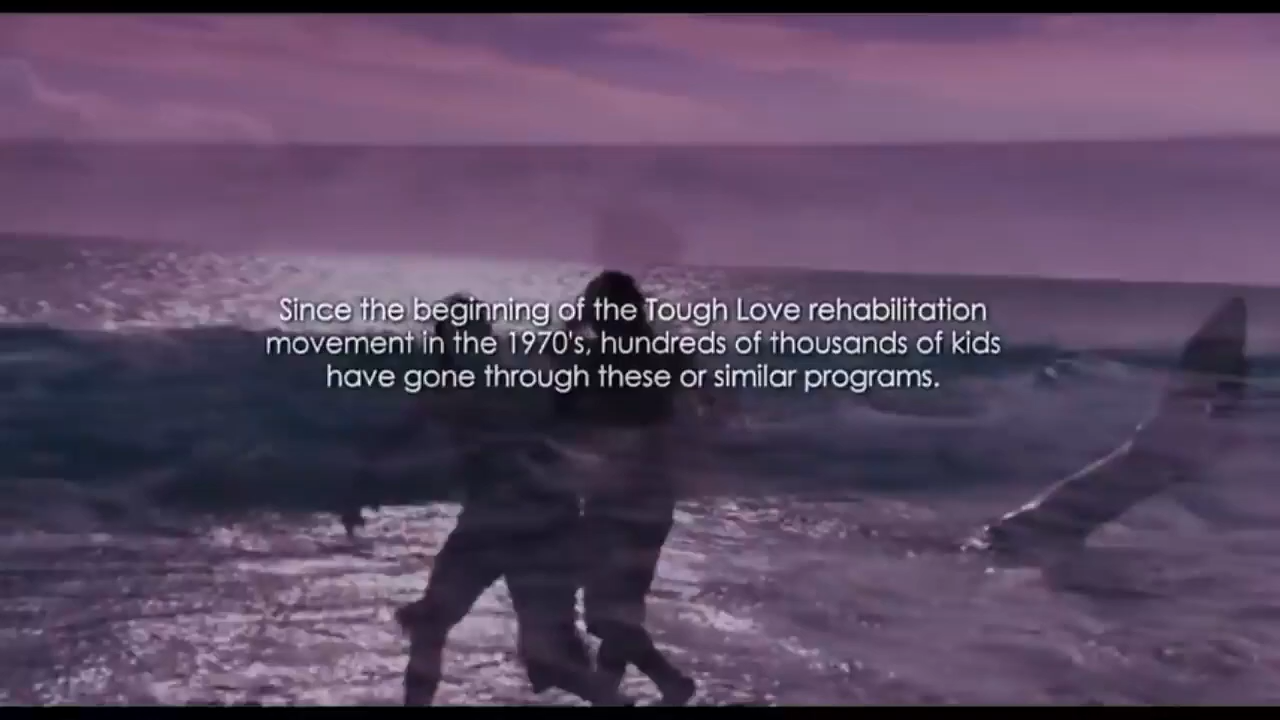 Since the beginning of the Tough Love rehabilitation
movement in the 1970's, hundreds of thousands of kids
have gone through these or similar programs.